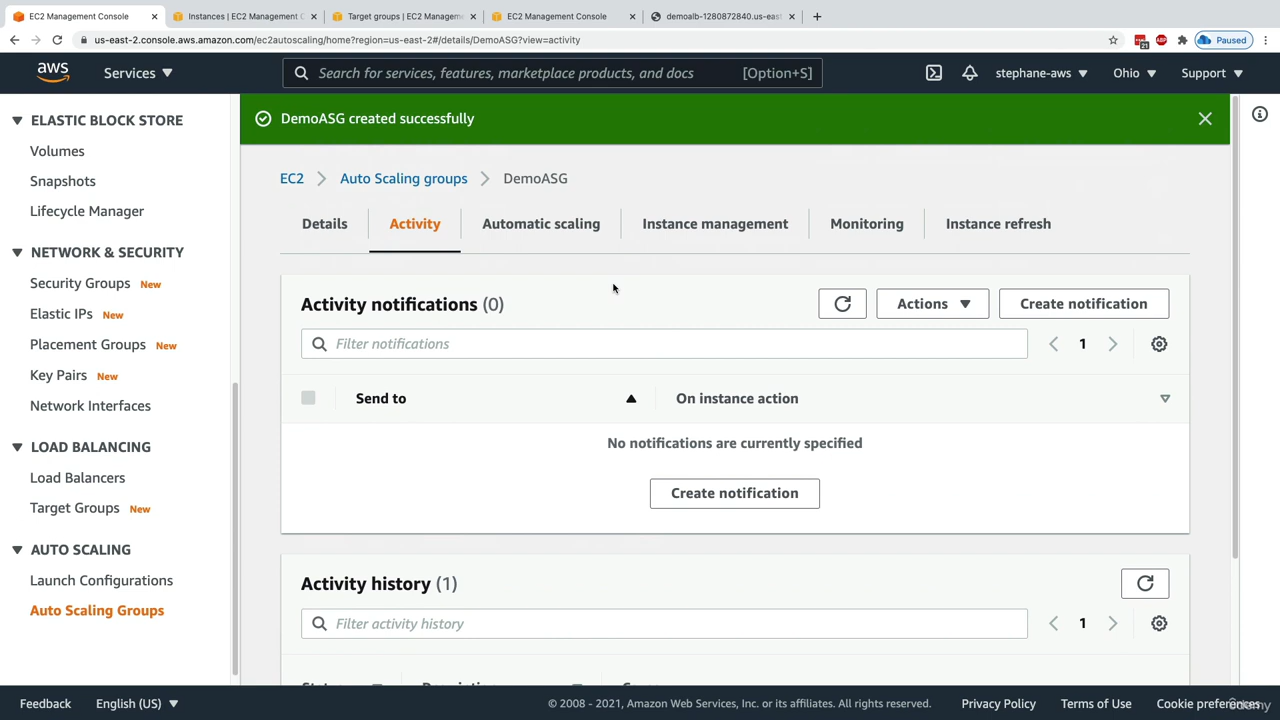 EC2 Management Console
Instances | EC2 Management C
Target groups | EC2 Managem
EC2 Management Console
demoalb-1280872840.us-east
us-east-2.console.aws.amazon.com/ec2autoscaling/home?region=us-east-2#/details/DemoASG?view=activity
21
ABP
Paused
aws
Services
Search for services, features, marketplace products, and docs
[Option+S]
stephane-aws
Ohio
Support
ELASTIC BLOCK STORE
Volumes
Snapshots
Lifecycle Manager
NETWORK & SECURITY
Security Groups New
Elastic IPs New
Placement Groups New
Key Pairs New
Network Interfaces
LOAD BALANCING
Load Balancers
Target Groups New
AUTO SCALING
Launch Configurations
Auto Scaling Groups
DemoASG created successfully
EC2 Auto Scaling groups DemoASG
Details Activity Automatic scaling Instance management Monitoring Instance refresh
Activity notifications (0)
Actions
Create notification
Filter notifications
1
Send to
On instance action
No notifications are currently specified
Create notification
Activity history (1)
Filter activity history
1
Feedback
English (US)
© 2008 - 2021, Amazon Web Services, Inc. or its affiliates. All rights reserved.
Privacy Policy
Terms of Use
Cookie preferences
Udemy